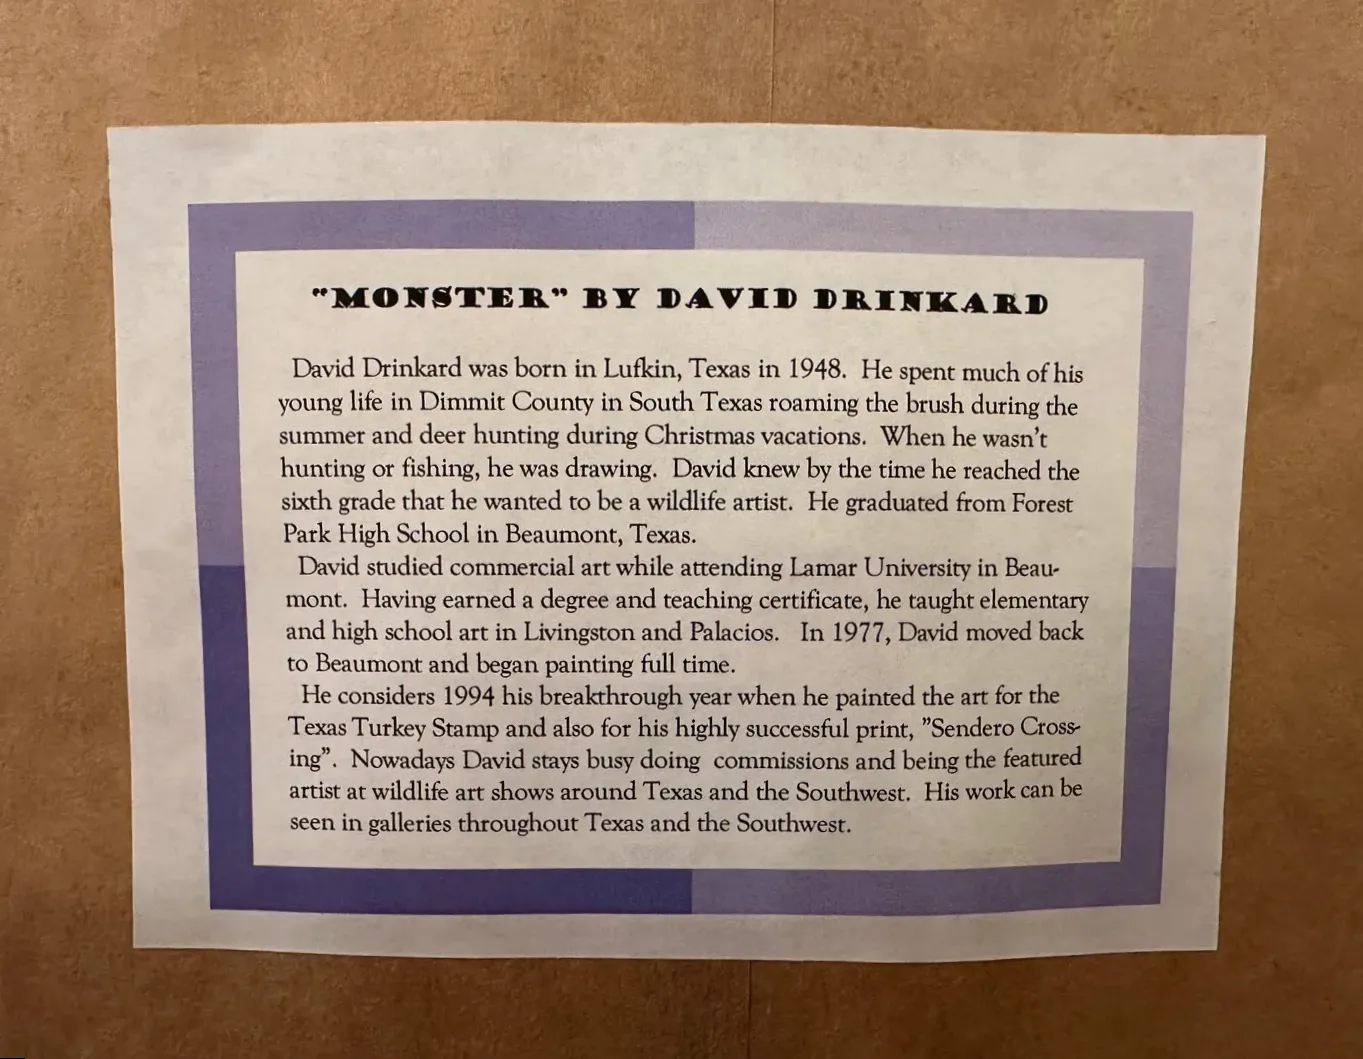 "MONSTER" BY DAVID DRINKARD
David Drinkard was born in Lufkin, Texas in 1948. He spent much of his
young life in Dimmit County in South Texas roaming the brush during the
summer and deer hunting during Christmas vacations. When he wasn't
hunting or fishing, he was drawing. David knew by the time he reached the
sixth grade that he wanted to be a wildlife artist. He graduated from Forest
Park High School in Beaumont, Texas.
David studied commercial art while attending Lamar University in Beau-
mont. Having earned a degree and teaching certificate, he taught elementary
and high school art in Livingston and Palacios. In 1977, David moved back
to Beaumont and began painting full time.
He considers 1994 his breakthrough year when he painted the art for the
Texas Turkey Stamp and also for his highly successful print, "Sendero Cross-
ing". Nowadays David stays busy doing commissions and being the featured
artist at wildlife art shows around Texas and the Southwest. His work can be
seen in galleries throughout Texas and the Southwest.